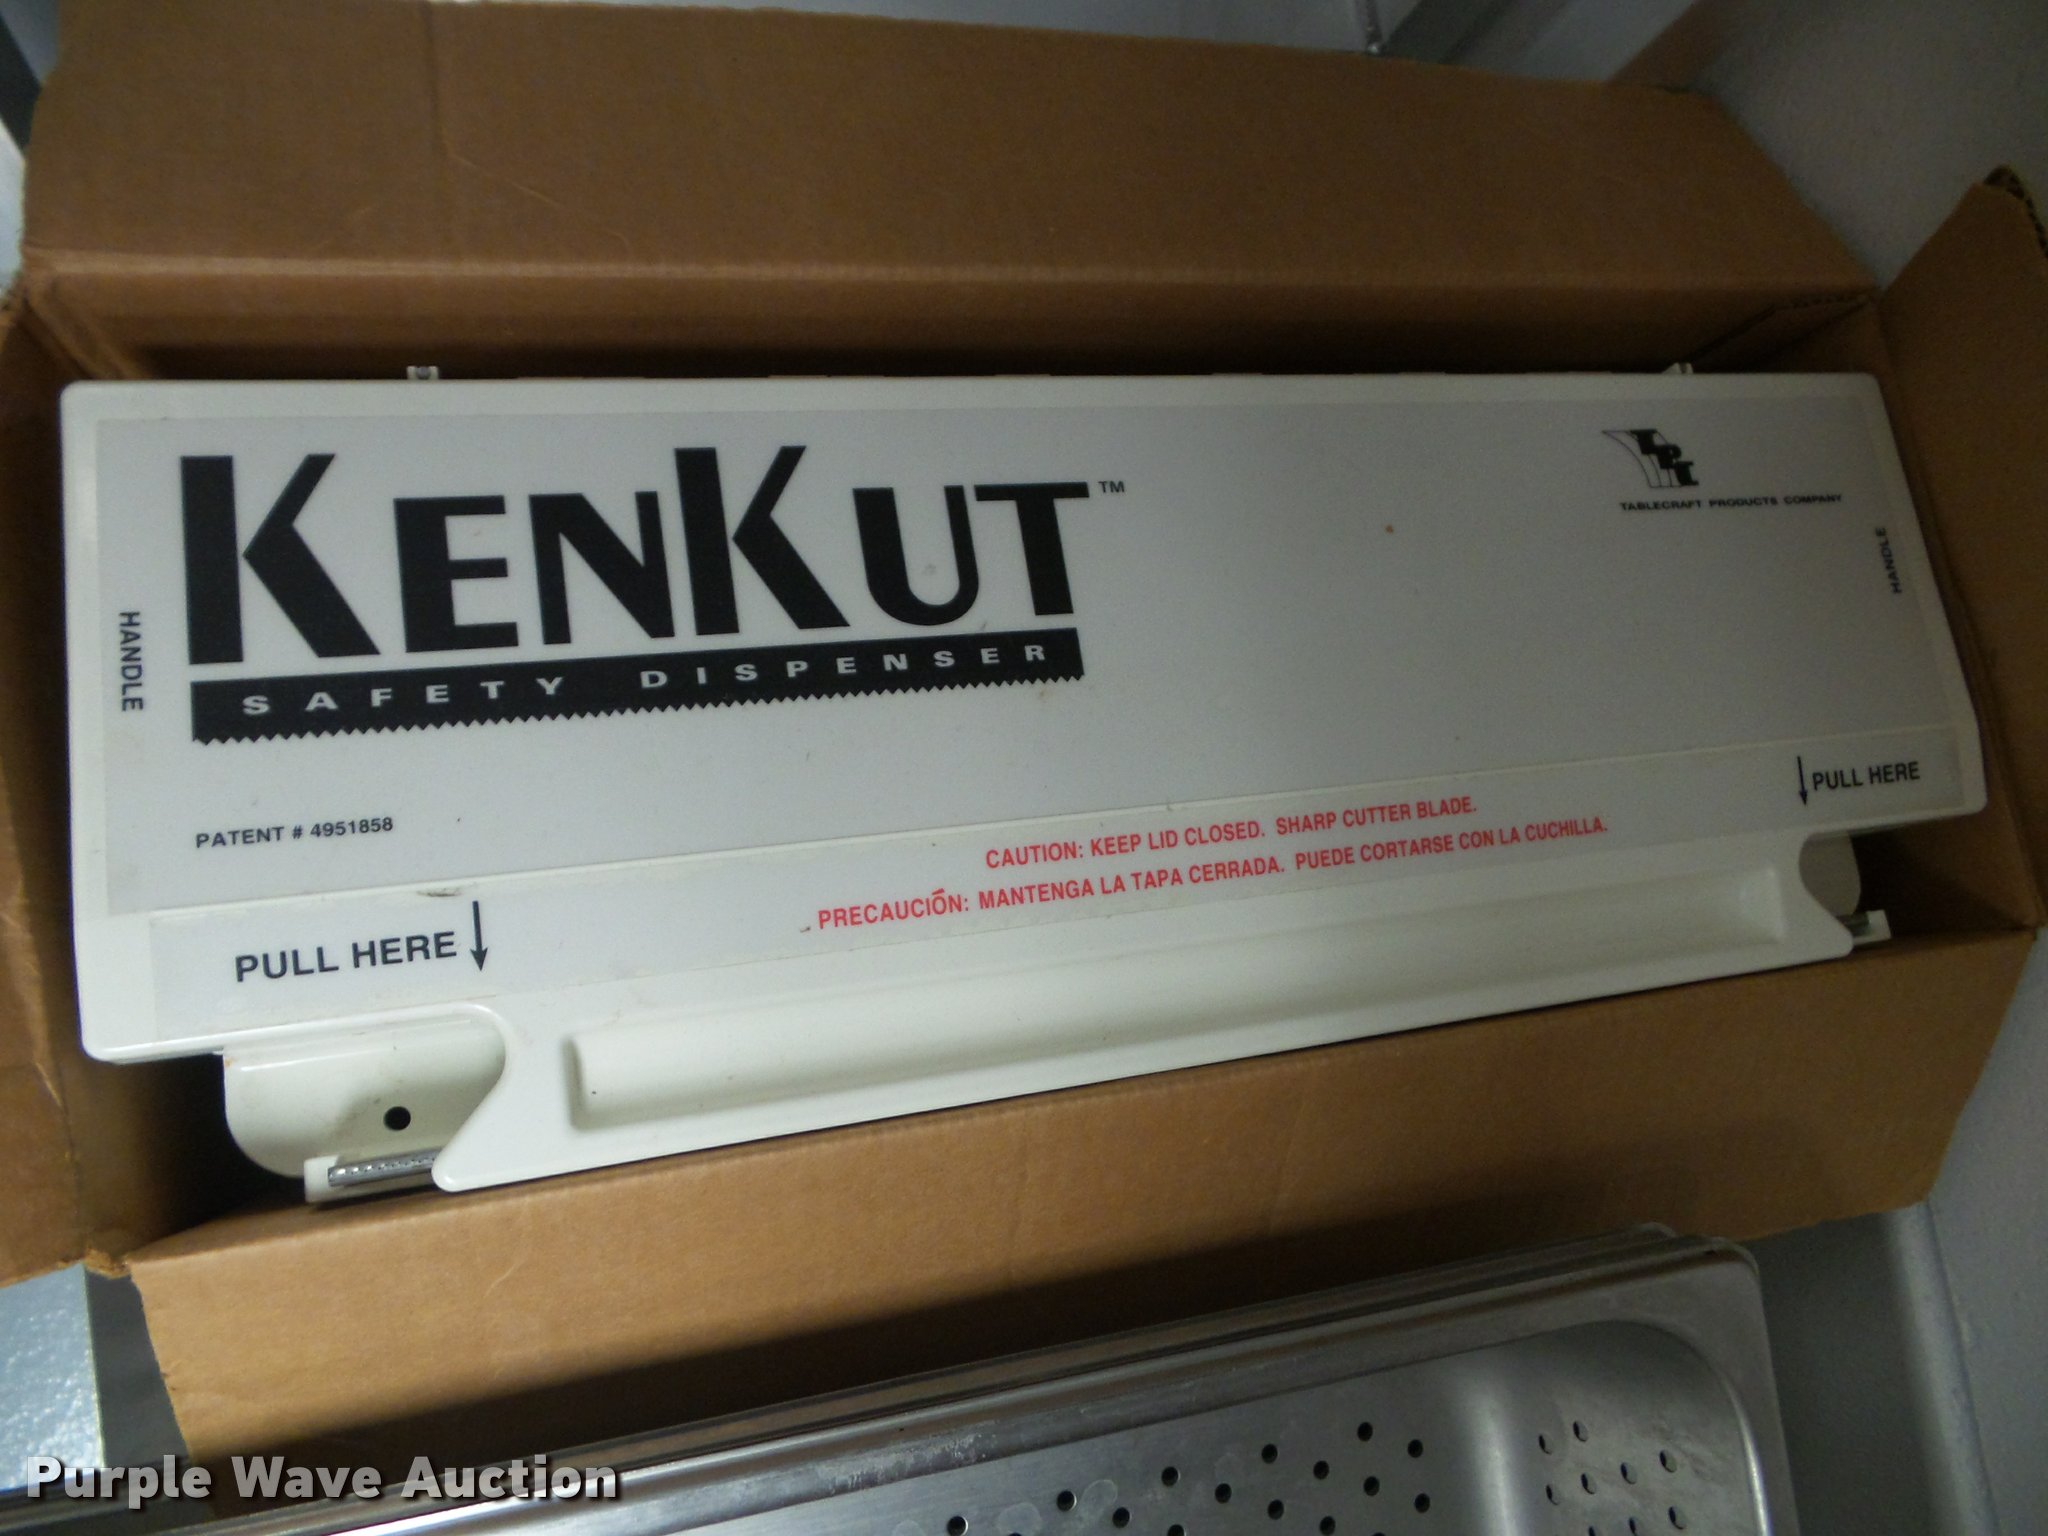 KENKUT™
SAFETY DISPENSER
TPC
TABLECRAFT PRODUCTS COMPANY
HANDLE
HANDLE
PATENT # 4951858
PULL HERE
CAUTION: KEEP LID CLOSED. SHARP CUTTER BLADE.
PRECAUCIÓN: MANTENGA LA TAPA CERRADA. PUEDE CORTARSE CON LA CUCHILLA.
PULL HERE
Purple Wave Auction